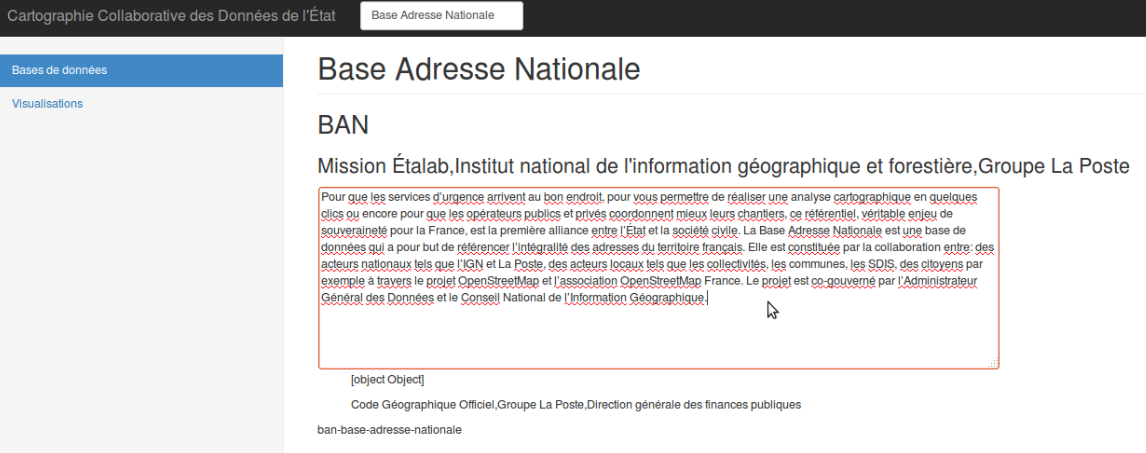 Cartographie Collaborative des Données de l'État
Base Adresse Nationale
Bases de données
Visualisations
Base Adresse Nationale
BAN
Mission Étalab,Institut national de l'information géographique et forestière,Groupe La Poste
Pour que les services d'urgence arrivent au bon endroit, pour vous permettre de réaliser une analyse cartographique en quelques
clics ou encore pour que les opérateurs publics et privés coordonnent mieux leurs chantiers, ce référentiel, véritable enjeu de
souveraineté pour la France, est la première alliance entre l'État et la société civile. La Base Adresse Nationale est une base de
données qui a pour but de référencer l'intégralité des adresses du territoire français. Elle est constituée par la collaboration entre: des
acteurs nationaux tels que l'IGN et La Poste, des acteurs locaux tels que les collectivités, les communes, les SDIS, des citoyens par
exemple à travers le projet OpenStreetMap et l'association OpenStreetMap France. Le projet est co-gouverné par l'Administrateur
Général des Données et le Conseil National de l'Information Géographique.
[object Object]
Code Géographique Officiel,Groupe La Poste,Direction générale des finances publiques
ban-base-adresse-nationale